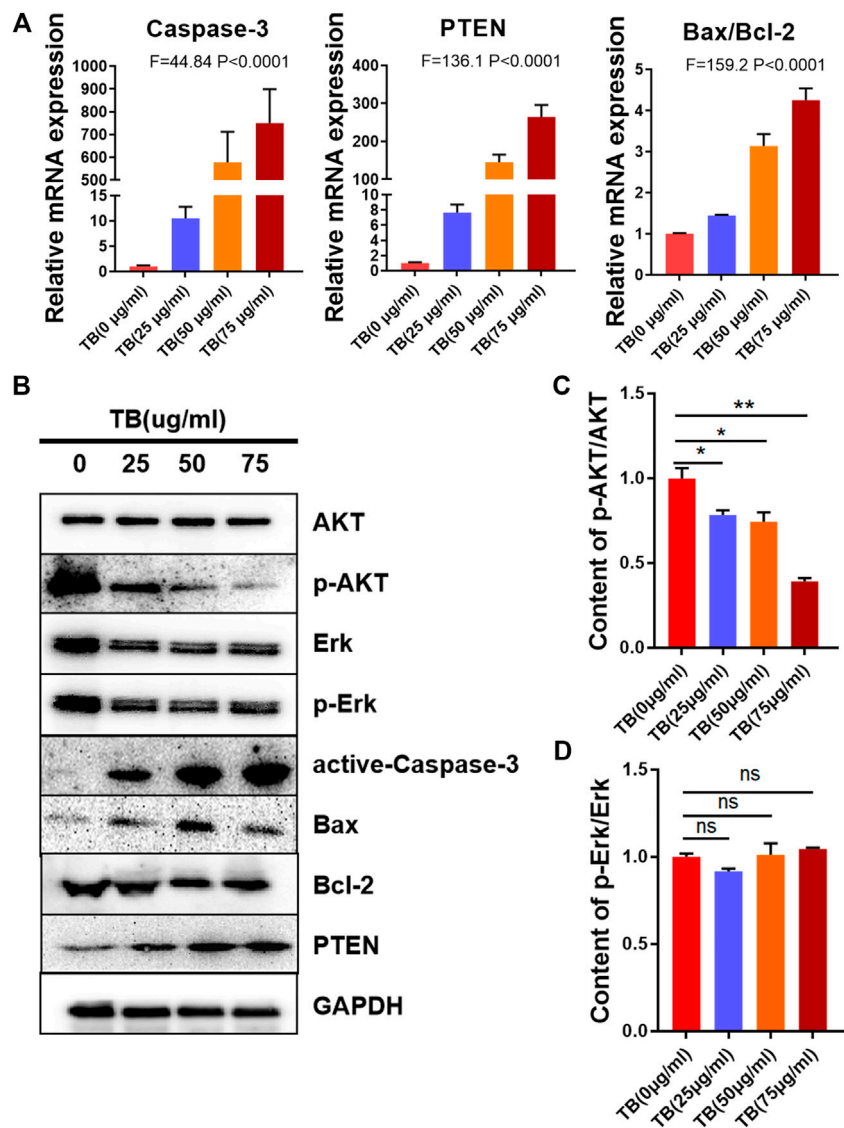 A
Caspase-3
F=44.84 P<0.0001
Relative mRNA expression
1000
900
800
700
600
500
15
10
5
0
TB(0 μg/ml)
TB(25 μg/ml)
TB(50 μg/ml)
TB(75 μg/ml)
PTEN
F=136.1 P<0.0001
Relative mRNA expression
400
300
200
100
10
8
6
4
2
0
TB(0 μg/ml)
TB(25 μg/ml)
TB(50 μg/ml)
TB(75 μg/ml)
Bax/Bcl-2
F=159.2 P<0.0001
Relative mRNA expression
5
4
3
2
1
0
TB(0 μg/ml)
TB(25 μg/ml)
TB(50 μg/ml)
TB(75 μg/ml)
B
TB(ug/ml)
0 25 50 75
AKT
p-AKT
Erk
p-Erk
active-Caspase-3
Bax
Bcl-2
PTEN
GAPDH
C
Content of p-AKT/AKT
1.5
1.0
0.5
0.0
**
*
*
TB(0μg/ml)
TB(25μg/ml)
TB(50μg/ml)
TB(75μg/ml)
D
Content of p-Erk/Erk
1.5
1.0
0.5
0.0
ns
ns
ns
TB(0μg/ml)
TB(25μg/ml)
TB(50μg/ml)
TB(75μg/ml)